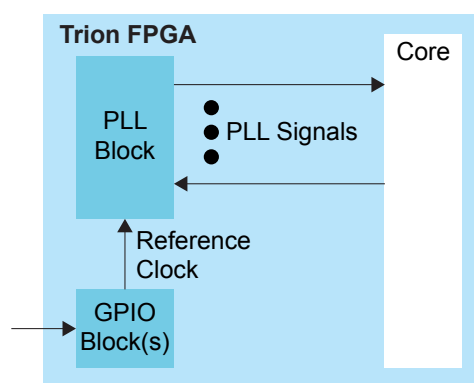 Trion FPGA
Core
PLL
Block
PLL Signals
Reference
Clock
GPIO
Block(s)